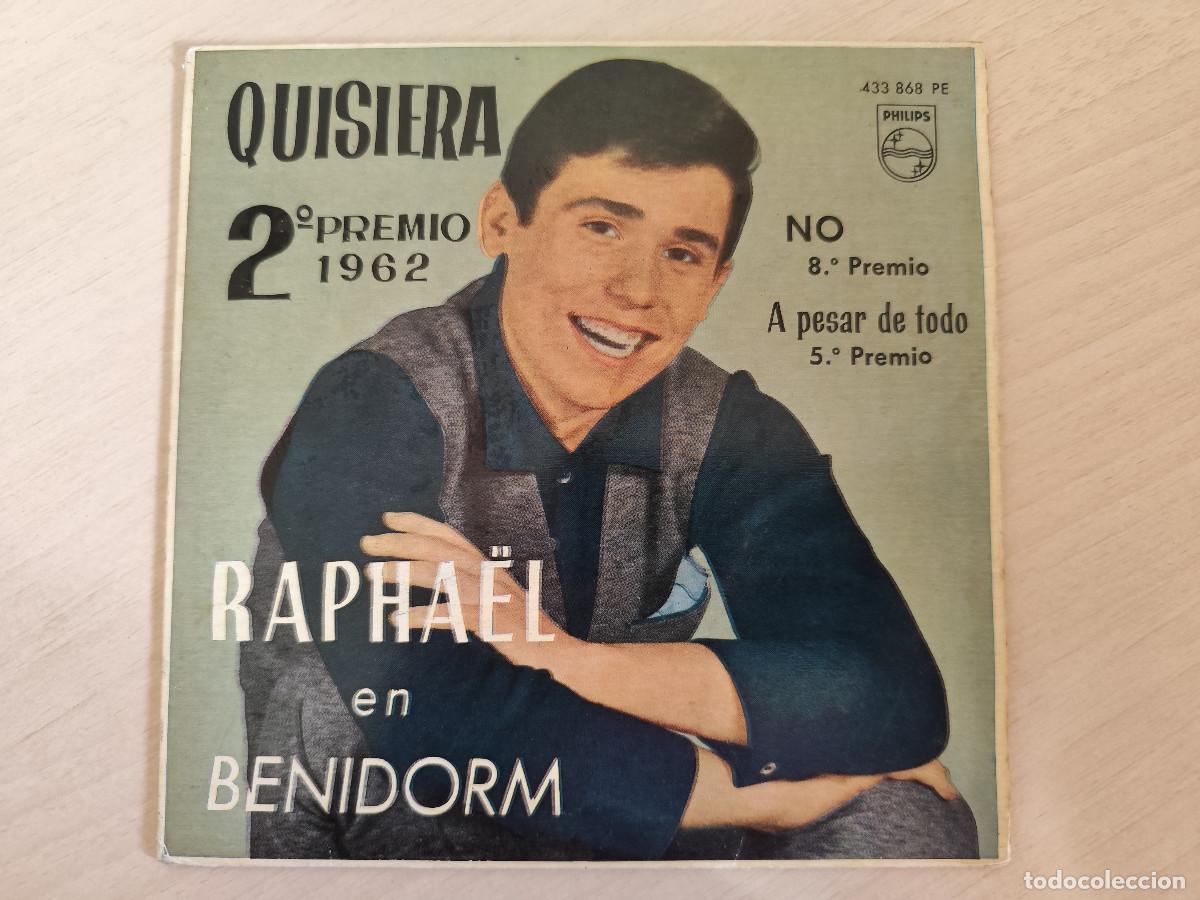 QUISIERA
2º PREMIO
1962
433 868 PE
PHILIPS
NO
8.º Premio
A pesar de todo
5.º Premio
RAPHAËL
en
BENIDORM
todocoleccion